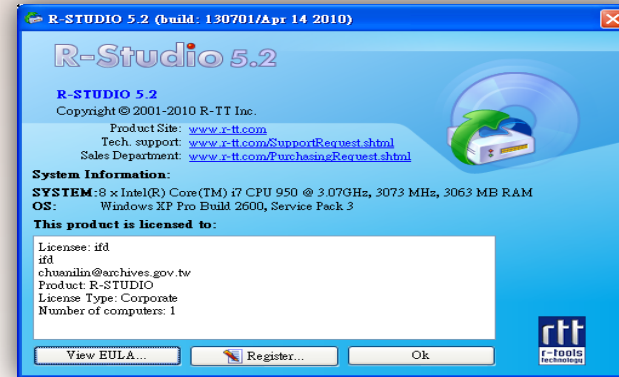 R-STUDIO 5.2 (build: 130701/Apr 14 2010)
R-Studio 5.2
R-STUDIO 5.2
Copyright © 2001-2010 R-TT Inc.
Product Site: www.r-tt.com
Tech. support: www.r-tt.com/SupportRequest.shtml
Sales Department: www.r-tt.com/PurchasingRequest.shtml
System Information:
SYSTEM: 8 x Intel(R) Core(TM) i7 CPU 950 @ 3.07GHz, 3073 MHz, 3063 MB RAM
OS: Windows XP Pro Build 2600, Service Pack 3
This product is licensed to:
Licensee: ifd
ifd
chuanilin@archives.gov.tw
Product: R-STUDIO
License Type: Corporate
Number of computers: 1
View EULA... Register... Ok
rtt
r-tools
technology